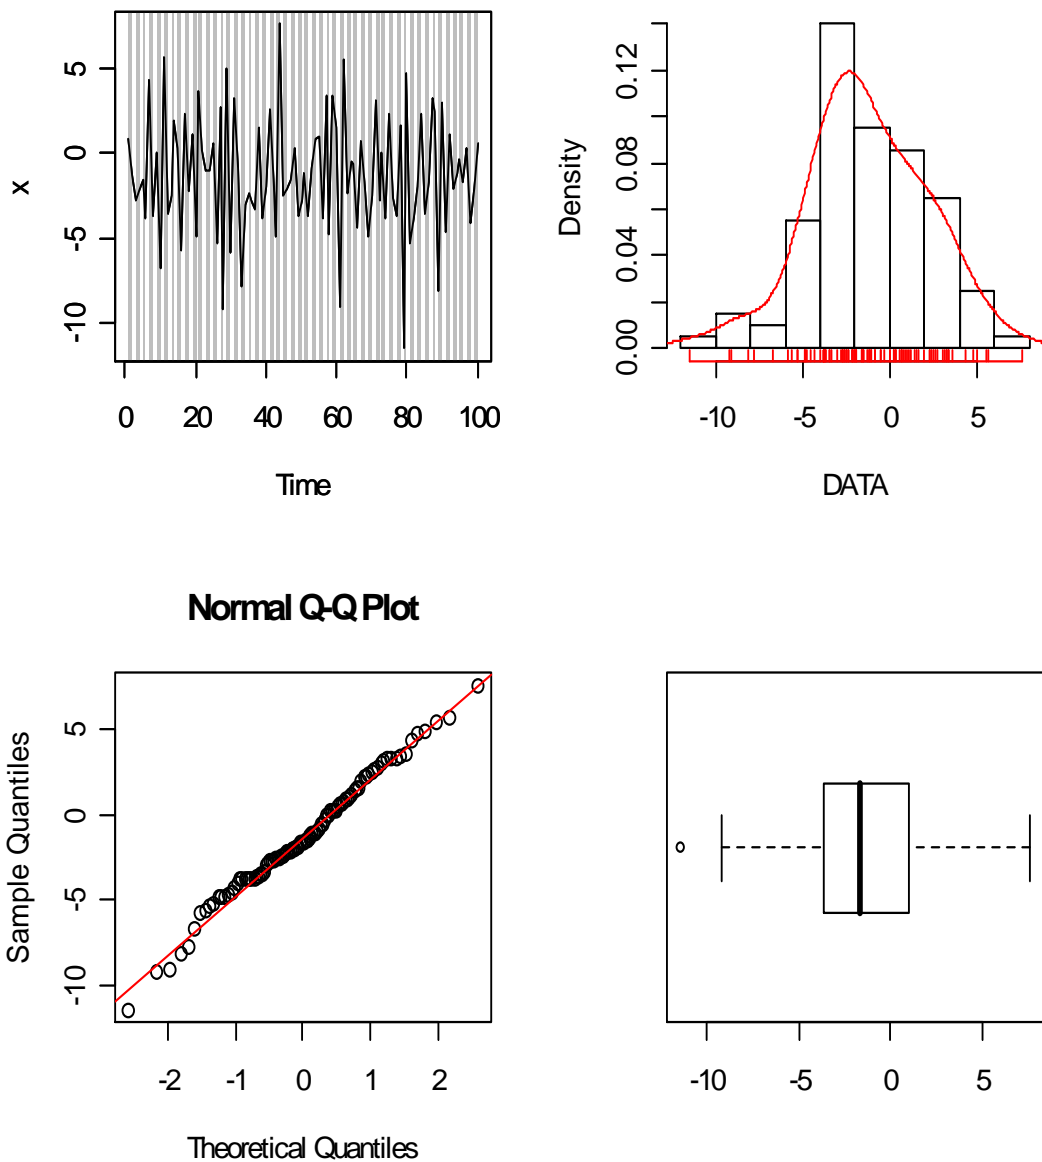 x
5
0
-5
-10
0 20 40 60 80 100
Time
Density
0.12
0.08
0.04
0.00
-10 -5 0 5
DATA
Normal Q-Q Plot
Sample Quantiles
5
0
-5
-10
-2 -1 0 1 2
Theoretical Quantiles
-10 -5 0 5